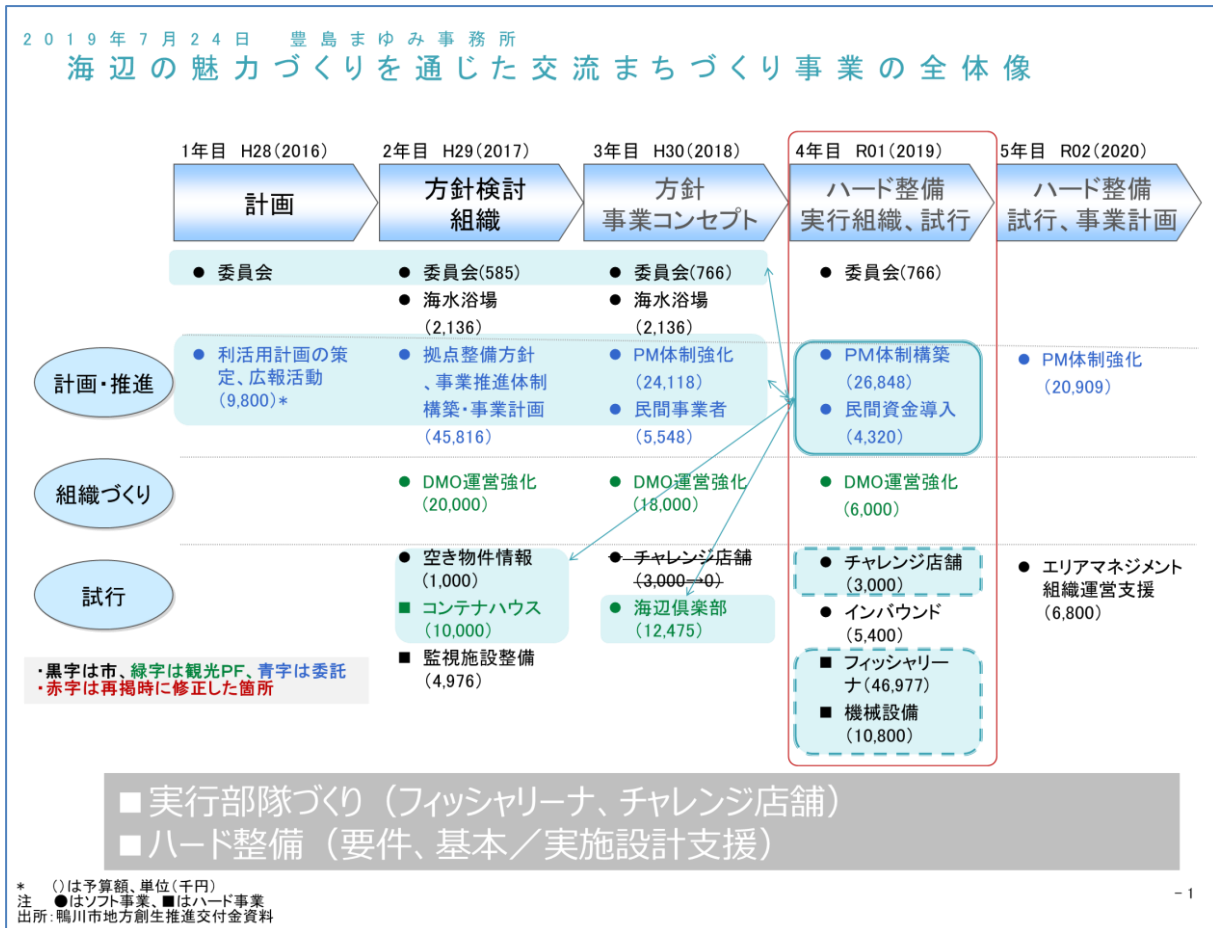 2019年7月24日 豊島まゆみ事務所
海辺の魅力づくりを通じた交流まちづくり事業の全体像
1年目 H28(2016)
2年目 H29(2017)
3年目 H30(2018)
4年目 R01(2019)
5年目 R02(2020)
計画
方針検討
組織
方針
事業コンセプト
ハード整備
実行組織、試行
ハード整備
試行、事業計画
● 委員会
● 委員会(585)
● 海水浴場
(2,136)
● 委員会(766)
● 海水浴場
(2,136)
● 委員会(766)
計画・推進
● 利活用計画の策
定、広報活動
(9,800)*
● 拠点整備方針
、事業推進体制
構築・事業計画
(45,816)
● PM体制強化
(24,118)
● 民間事業者
(5,548)
● PM体制構築
(26,848)
● 民間資金導入
(4,320)
● PM体制強化
(20,909)
組織づくり
● DMO運営強化
(20,000)
● DMO運営強化
(18,000)
● DMO運営強化
(6,000)
試行
● 空き物件情報
(1,000)
■ コンテナハウス
(10,000)
■ 監視施設整備
(4,976)
● チャレンジ店舗
(3,000→0)
● 海辺倶楽部
(12,475)
● チャレンジ店舗
(3,000)
● インバウンド
(5,400)
■ フィッシャリー
ナ(46,977)
■ 機械設備
(10,800)
● エリアマネジメント
組織運営支援
(6,800)
・黒字は市、緑字は観光PF、青字は委託
・赤字は再掲時に修正した箇所
■実行部隊づくり（フィッシャリーナ、チャレンジ店舗）
■ハード整備（要件、基本／実施設計支援）
* ()は予算額、単位(千円)
注 ●はソフト事業、■はハード事業
出所:鴨川市地方創生推進交付金資料
- 1